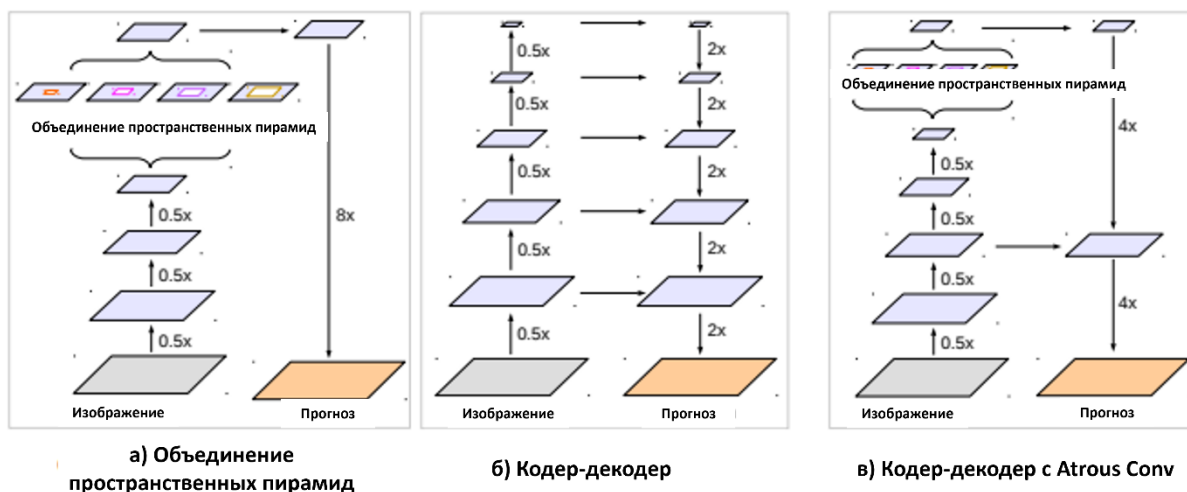 Объединение пространственных пирамид
0.5x
0.5x
0.5x
8x
Изображение
Прогноз
а) Объединение
пространственных пирамид
0.5x
2x
0.5x
2x
0.5x
2x
0.5x
2x
0.5x
2x
Изображение
Прогноз
б) Кодер-декодер
Объединение пространственных пирамид
4x
0.5x
0.5x
0.5x
4x
0.5x
Изображение
Прогноз
в) Кодер-декодер с Atrous Conv